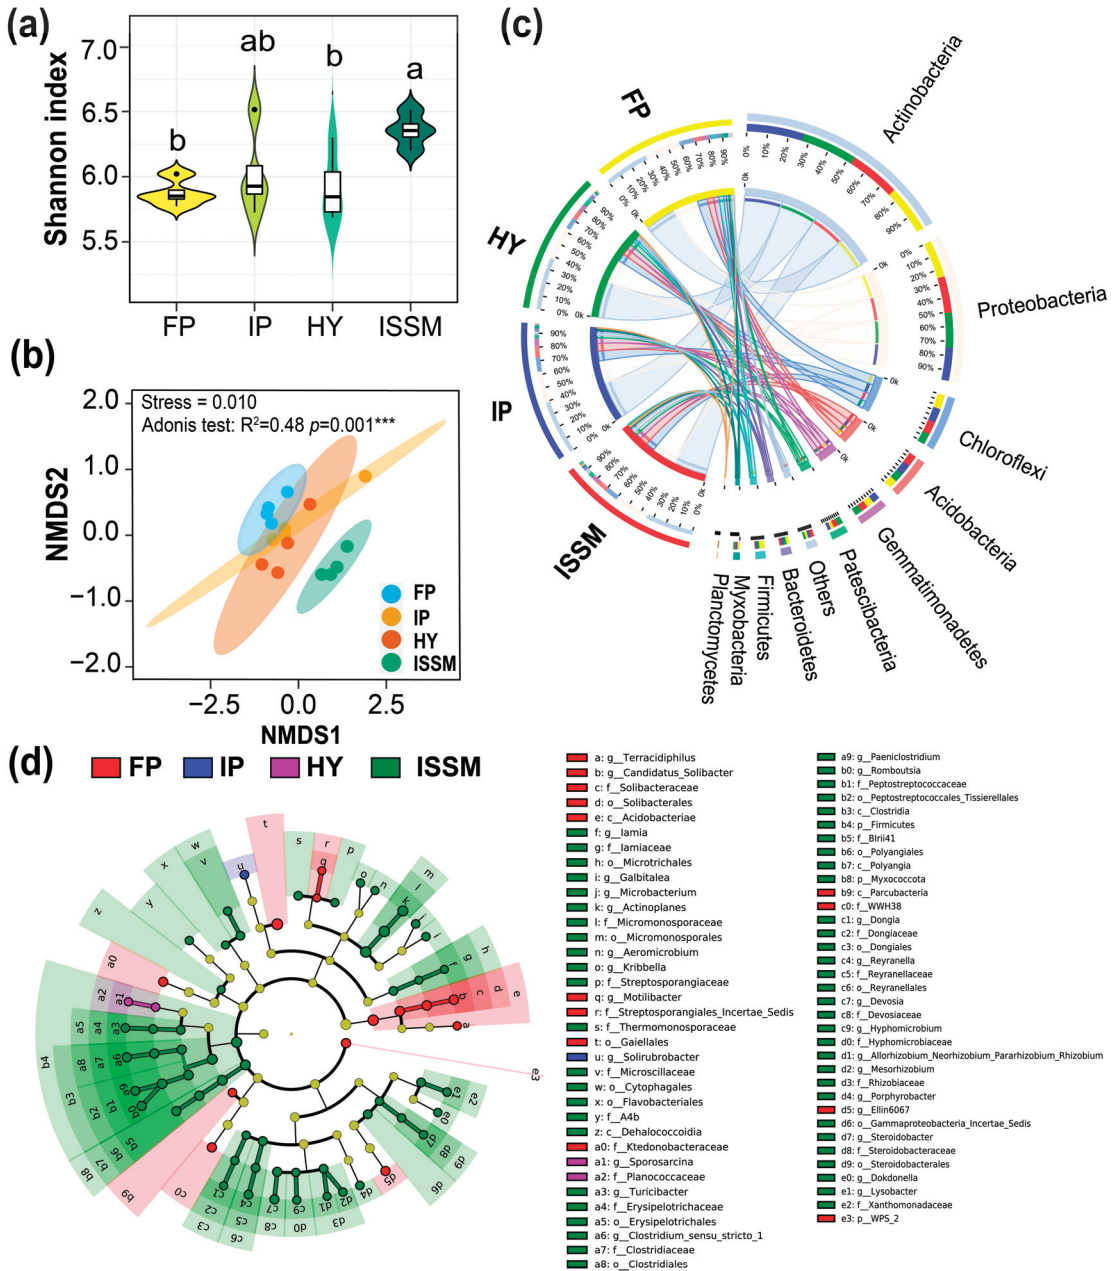 (a)
Shannon index
7.0
6.5
6.0
5.5
b
ab
b
a
FP
IP
HY
ISSM
(b)
NMDS2
2.0
1.0
0.0
−1.0
−2.0
Stress = 0.010
Adonis test: R2=0.48 p=0.001***
FP
IP
HY
ISSM
−2.5
0.0
2.5
NMDS1
(c)
FP
HY
IP
ISSM
Actinobacteria
Proteobacteria
Chloroflexi
Acidobacteria
Gemmatimonadetes
Patescibacteria
Others
Bacteroidetes
Firmicutes
Myxobacteria
Planctomycetes
(d)
FP
IP
HY
ISSM
a: g__Terracidiphilus
b: g__Candidatus_Solibacter
c: f__Solibacteraceae
d: o__Solibacterales
e: c__Acidobacteriae
f: g__Iamia
g: f__Iamiaceae
h: o__Microtrichales
i: g__Galbitalea
j: g__Microbacterium
k: g__Actinoplanes
l: f__Micromonosporaceae
m: o__Micromonosporales
n: g__Aeromicrobium
o: g__Kribbella
p: f__Streptosporangiaceae
q: g__Motilibacter
r: f__Streptosporangiales_Incertae_Sedis
s: f__Thermomonosporaceae
t: o__Gaiellales
u: g__Solirubrobacter
v: f__Microscillaceae
w: o__Cytophagales
x: o__Flavobacteriales
y: f__A4b
z: c__Dehalococcoidia
a0: f__Ktedonobacteraceae
a1: g__Sporosarcina
a2: f__Planococcaceae
a3: g__Turicibacter
a4: f__Erysipelotrichaceae
a5: o__Erysipelotrichales
a6: g__Clostridium_sensu_stricto_1
a7: f__Clostridiaceae
a8: o__Clostridiales
a9: g__Paeniclostridium
b0: g__Romboutsia
b1: f__Peptostreptococcaceae
b2: o__Peptostreptococcales_Tissierellales
b3: c__Clostridia
b4: p__Firmicutes
b5: f__BIrii41
b6: o__Polyangiales
b7: c__Polyangia
b8: p__Myxococcota
b9: c__Parcubacteria
c0: f__WWH38
c1: g__Dongia
c2: f__Dongiaceae
c3: o__Dongiales
c4: g__Reyranella
c5: f__Reyranellaceae
c6: o__Reyranellales
c7: g__Devosia
c8: f__Devosiaceae
c9: g__Hyphomicrobium
d0: f__Hyphomicrobiaceae
d1: g__Allorhizobium_Neorhizobium_Pararhizobium_Rhizobium
d2: g__Mesorhizobium
d3: f__Rhizobiaceae
d4: g__Porphyrobacter
d5: g__Ellin6067
d6: o__Gammaproteobacteria_Incertae_Sedis
d7: g__Steroidobacter
d8: f__Steroidobacteraceae
d9: o__Steroidobacterales
e0: g__Dokdonella
e1: g__Lysobacter
e2: f__Xanthomonadaceae
e3: p__WPS_2